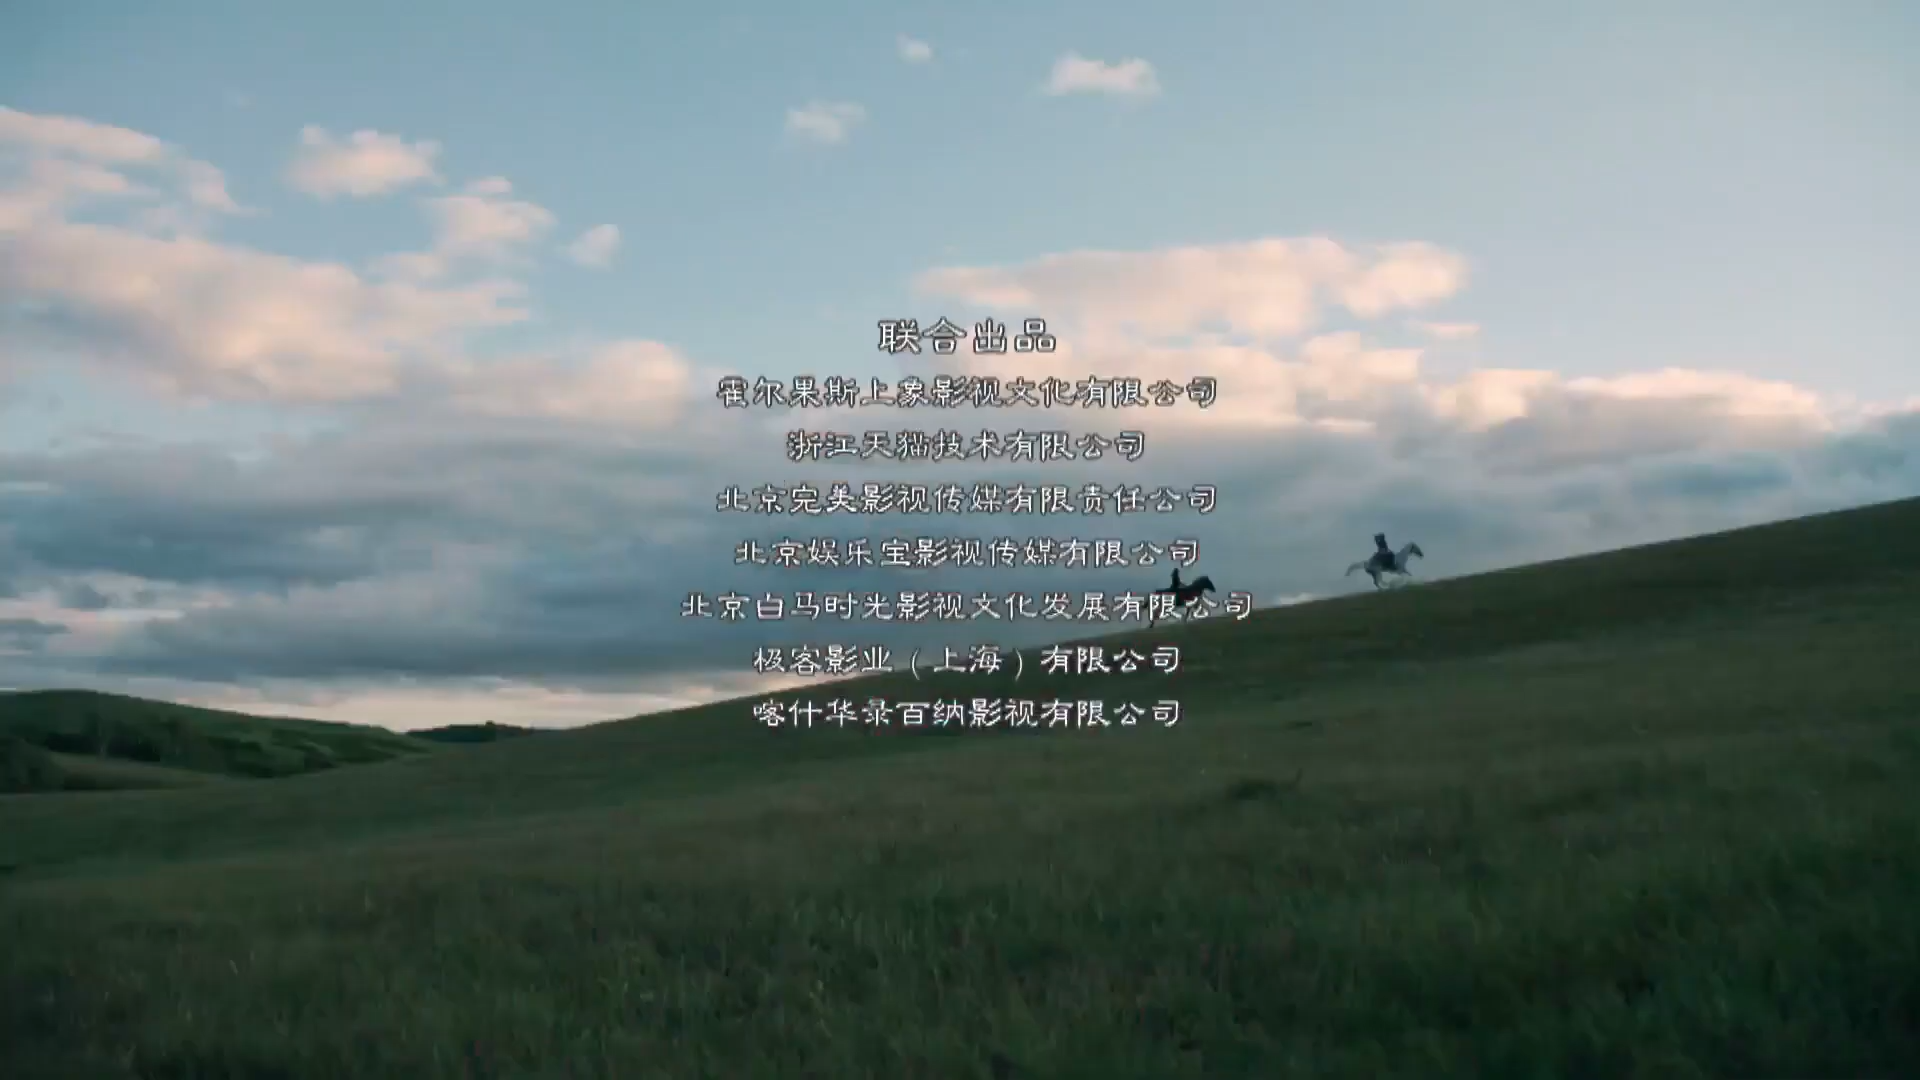 联合出品
霍尔果斯上象影视文化有限公司
浙江天猫技术有限公司
北京完美影视传媒有限责任公司
北京娱乐宝影视传媒有限公司
北京白马时光影视文化发展有限公司
极客影业（上海）有限公司
喀什华录百纳影视有限公司